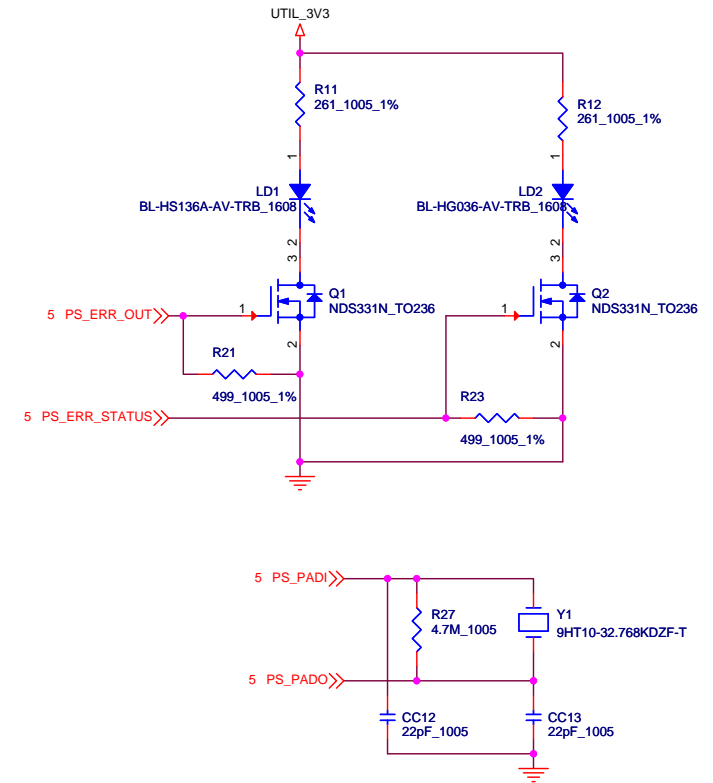 UTIL_3V3
R11
261_1005_1%
R12
261_1005_1%
1
1
LD1
BL-HS136A-AV-TRB_1608
LD2
BL-HG036-AV-TRB_1608
2
3
2
3
Q1
NDS331N_TO236
Q2
NDS331N_TO236
5 PS_ERR_OUT
1
1
2
2
R21
499_1005_1%
5 PS_ERR_STATUS
R23
499_1005_1%
5 PS_PADI
R27
4.7M_1005
Y1
9HT10-32.768KDZF-T
5 PS_PADO
CC12
22pF_1005
CC13
22pF_1005